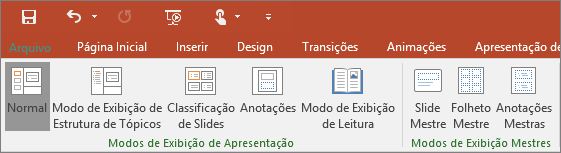 Arquivo Página Inicial Inserir Design Transições Animações Apresentação de
Normal Modo de Exibição de Classificação Anotações Modo de Exibição Slide Folheto Anotações
Estrutura de Tópicos de Slides de Leitura Mestre Mestre Mestras
Modos de Exibição de Apresentação Modos de Exibição Mestres